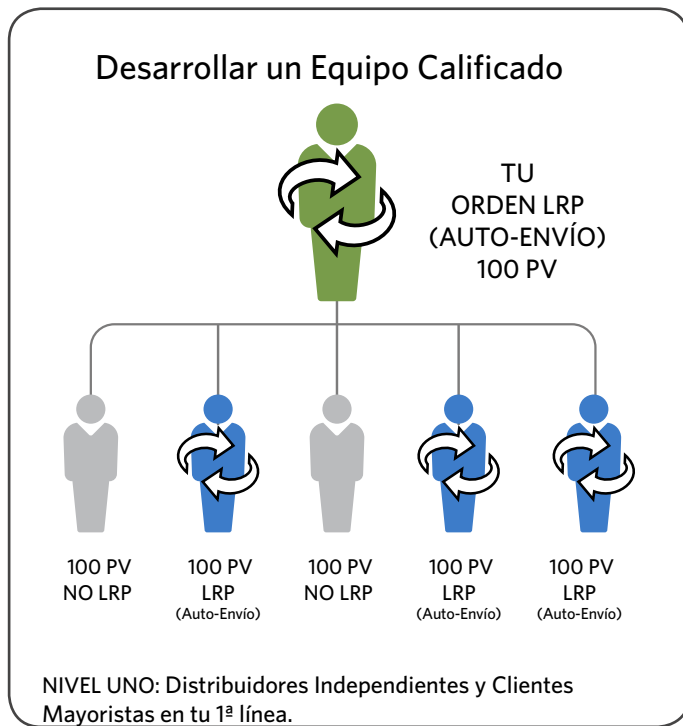 Desarrollar un Equipo Calificado
TU
ORDEN LRP
(AUTO-ENVÍO)
100 PV
100 PV
NO LRP
100 PV
LRP
(Auto-Envío)
100 PV
NO LRP
100 PV
LRP
(Auto-Envío)
100 PV
LRP
(Auto-Envío)
NIVEL UNO: Distribuidores Independientes y Clientes
Mayoristas en tu 1ª línea.